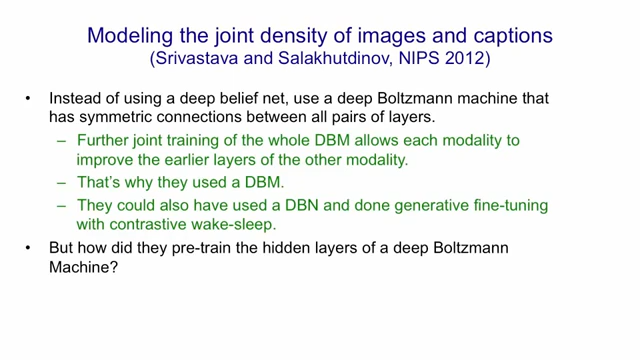 Modeling the joint density of images and captions
(Srivastava and Salakhutdinov, NIPS 2012)
• Instead of using a deep belief net, use a deep Boltzmann machine that
has symmetric connections between all pairs of layers.
– Further joint training of the whole DBM allows each modality to
improve the earlier layers of the other modality.
– That's why they used a DBM.
– They could also have used a DBN and done generative fine-tuning
with contrastive wake-sleep.
• But how did they pre-train the hidden layers of a deep Boltzmann
Machine?